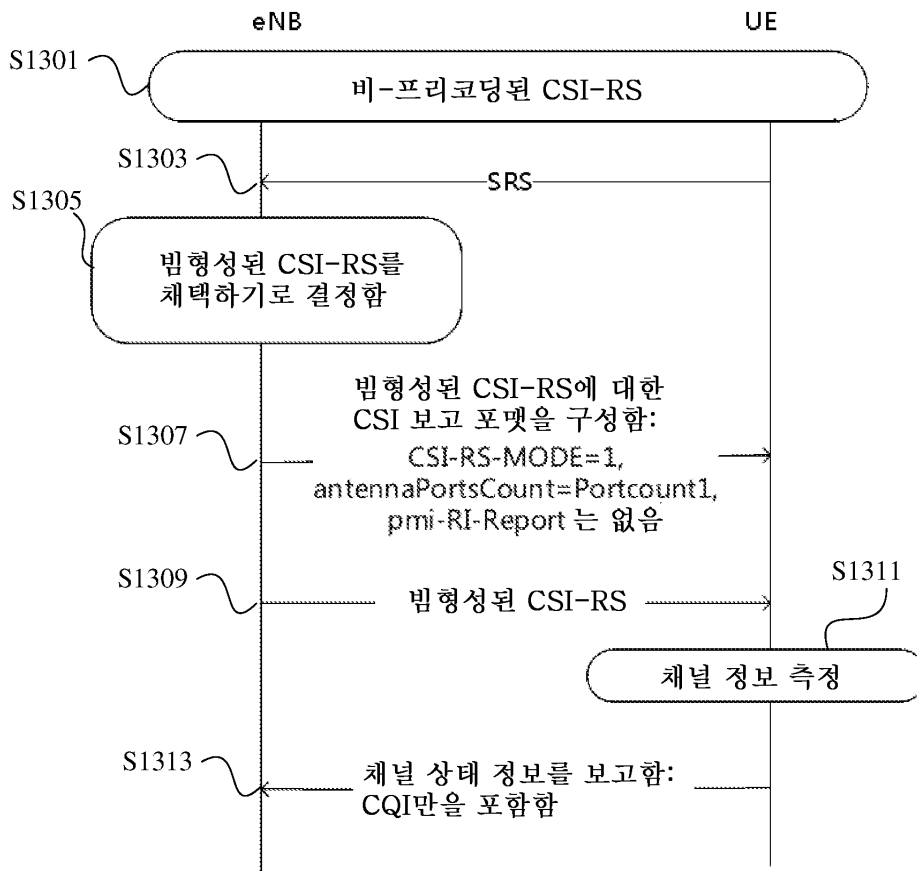 eNB
UE
S1301
비-프리코딩된 CSI-RS
S1303
SRS
S1305
빔형성된 CSI-RS를
채택하기로 결정함
빔형성된 CSI-RS에 대한
CSI 보고 포맷을 구성함:
S1307
CSI-RS-MODE=1,
antennaPortsCount=Portcount1,
pmi-RI-Report 는 없음
S1309
빔형성된 CSI-RS
S1311
채널 정보 측정
S1313
채널 상태 정보를 보고함:
CQI만을 포함함